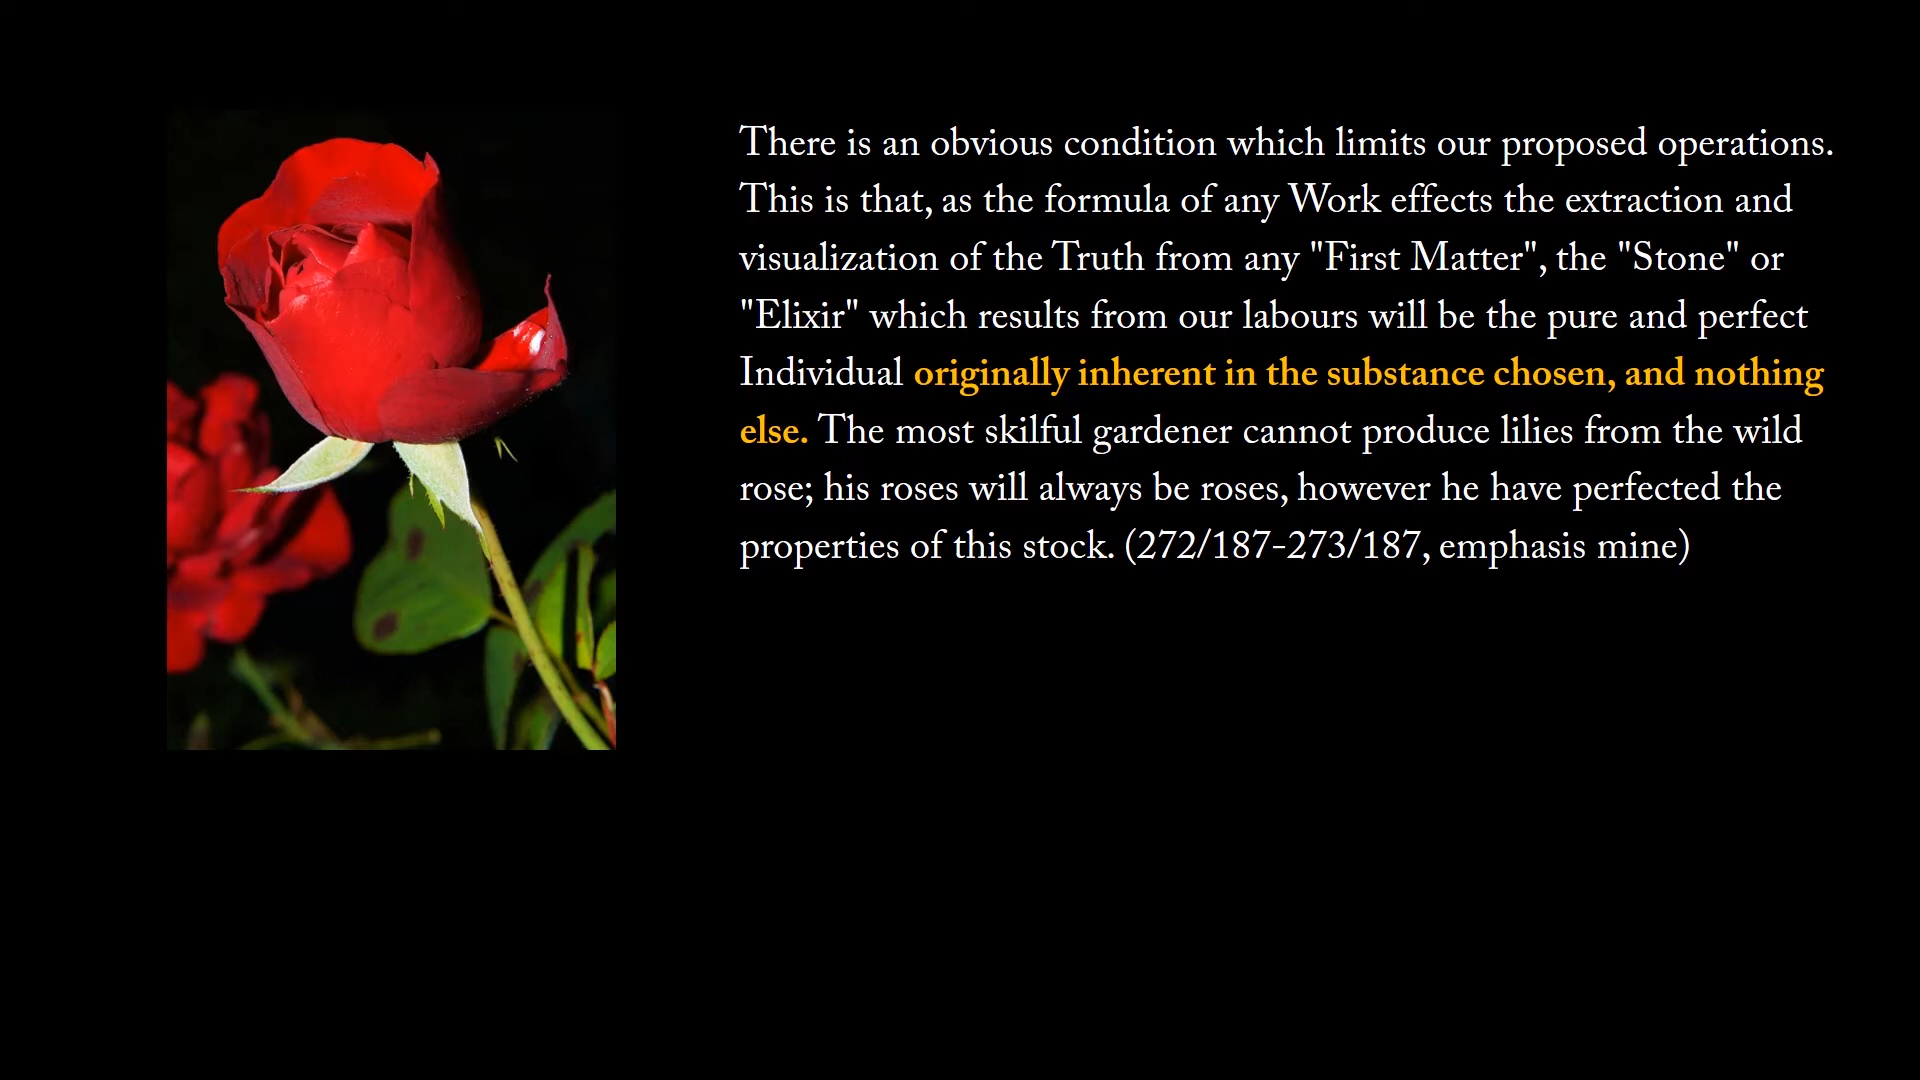 There is an obvious condition which limits our proposed operations.
This is that, as the formula of any Work effects the extraction and
visualization of the Truth from any "First Matter", the "Stone" or
"Elixir" which results from our labours will be the pure and perfect
Individual originally inherent in the substance chosen, and nothing
else. The most skilful gardener cannot produce lilies from the wild
rose; his roses will always be roses, however he have perfected the
properties of this stock. (272/187-273/187, emphasis mine)